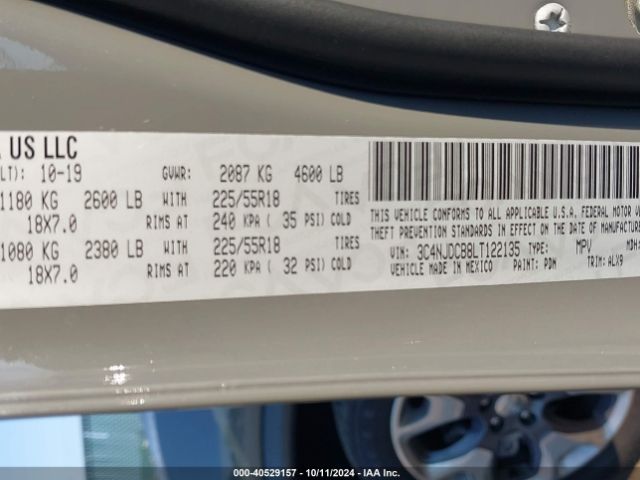 US LLC
LT): 10-19 GVWR: 2087 KG 4600 LB
1180 KG 2600 LB WITH 225/55R18 TIRES
18X7.0 RIMS AT 240 KPA ( 35 PSI) COLD
1080 KG 2380 LB WITH 225/55R18 TIRES
18X7.0 RIMS AT 220 KPA ( 32 PSI) COLD
THIS VEHICLE CONFORMS TO ALL APPLICABLE U.S.A. FEDERAL MOTOR
THEFT PREVENTION STANDARDS IN EFFECT ON THE DATE OF MANUFA
VIN: 3C4NJDCB8LT122135 TYPE: MPV MDH:
VEHICLE MADE IN MEXICO PAINT: PDN TRIM: ALX9
000-40529157 - 10/11/2024 - IAA Inc.